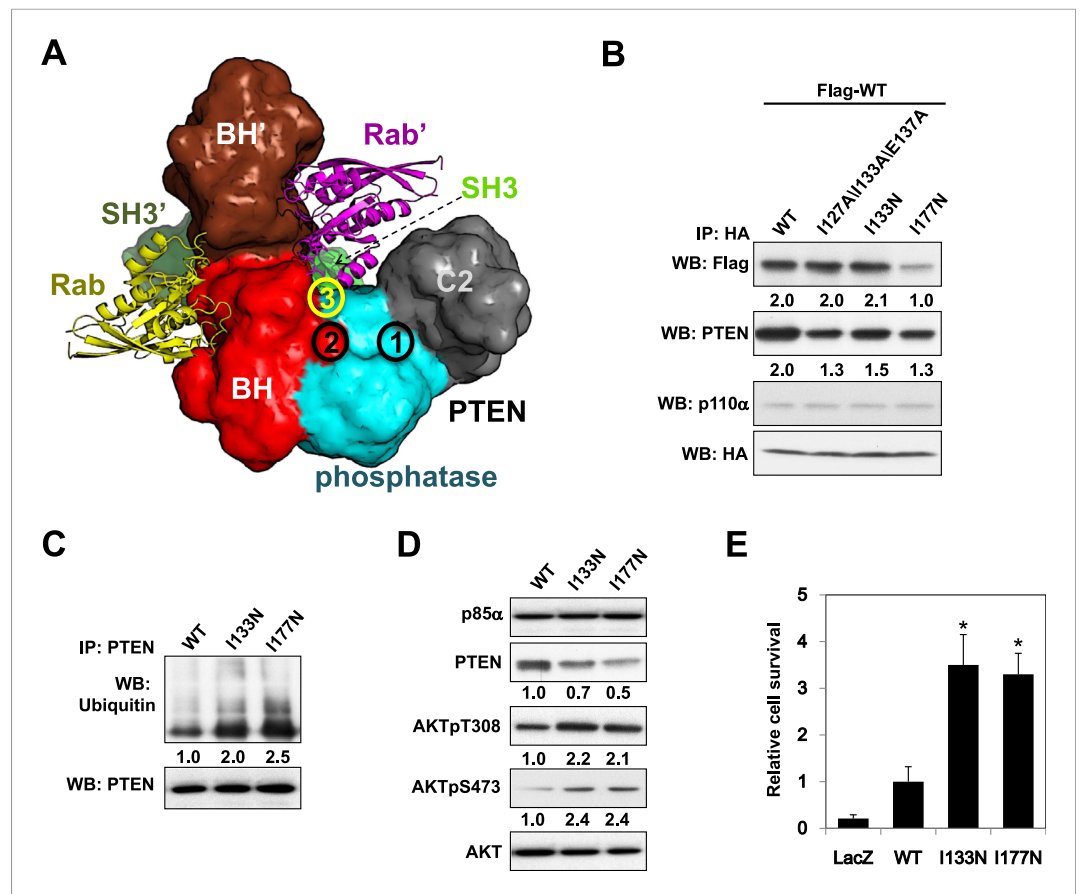 A
BH'
Rab'
SH3
SH3'
Rab
C2
3
2
1
BH
PTEN
phosphatase
B
Flag-WT
WT
I127A\I133A\E137A
I133N
I177N
IP: HA
WB: Flag
2.0 2.0 2.1 1.0
WB: PTEN
2.0 1.3 1.5 1.3
WB: p110α
WB: HA
C
WT
I133N
I177N
IP: PTEN
WB:
Ubiquitin
1.0 2.0 2.5
WB: PTEN
D
WT
I133N
I177N
p85α
PTEN
1.0 0.7 0.5
AKTpT308
1.0 2.2 2.1
AKTpS473
1.0 2.4 2.4
AKT
E
Relative cell survival
5
4
3
2
1
0
* *
LacZ WT I133N I177N